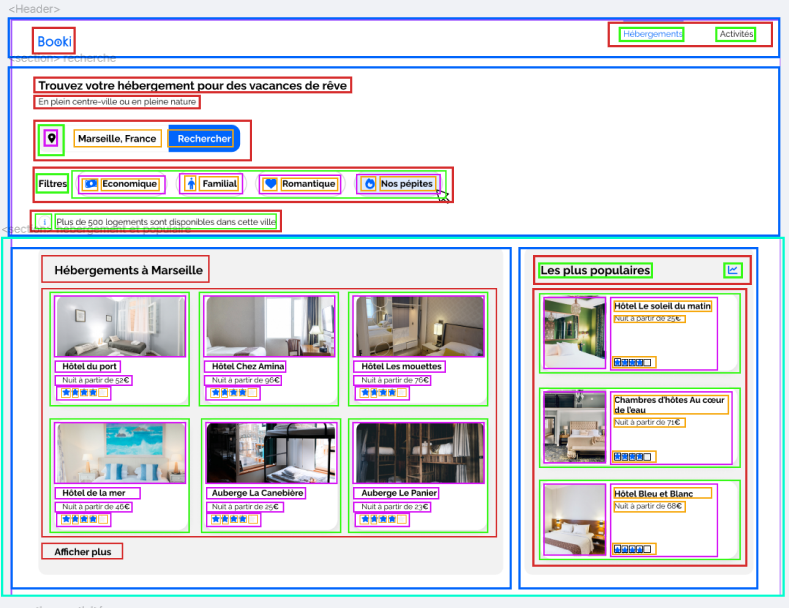 <Header>
Booki
Hébergements
Activités
<section> recherche
Trouvez votre hébergement pour des vacances de rêve
En plein centre-ville ou en pleine nature
Marseille, France
Rechercher
Filtres
Economique
Familial
Romantique
Nos pépites
Plus de 500 logements sont disponibles dans cette ville
<section> hebergement et populaire
Hébergements à Marseille
Hôtel du port
Nuit à partir de 52€
Hôtel Chez Amina
Nuit à partir de 96€
Hôtel Les mouettes
Nuit à partir de 76€
Hôtel de la mer
Nuit à partir de 46€
Auberge La Canebière
Nuit à partir de 25€
Auberge Le Panier
Nuit à partir de 23€
Afficher plus
Les plus populaires
Hôtel Le soleil du matin
Nuit à partir de 25€
Chambres d'hôtes Au cœur
de l'eau
Nuit à partir de 71€
Hôtel Bleu et Blanc
Nuit à partir de 68€